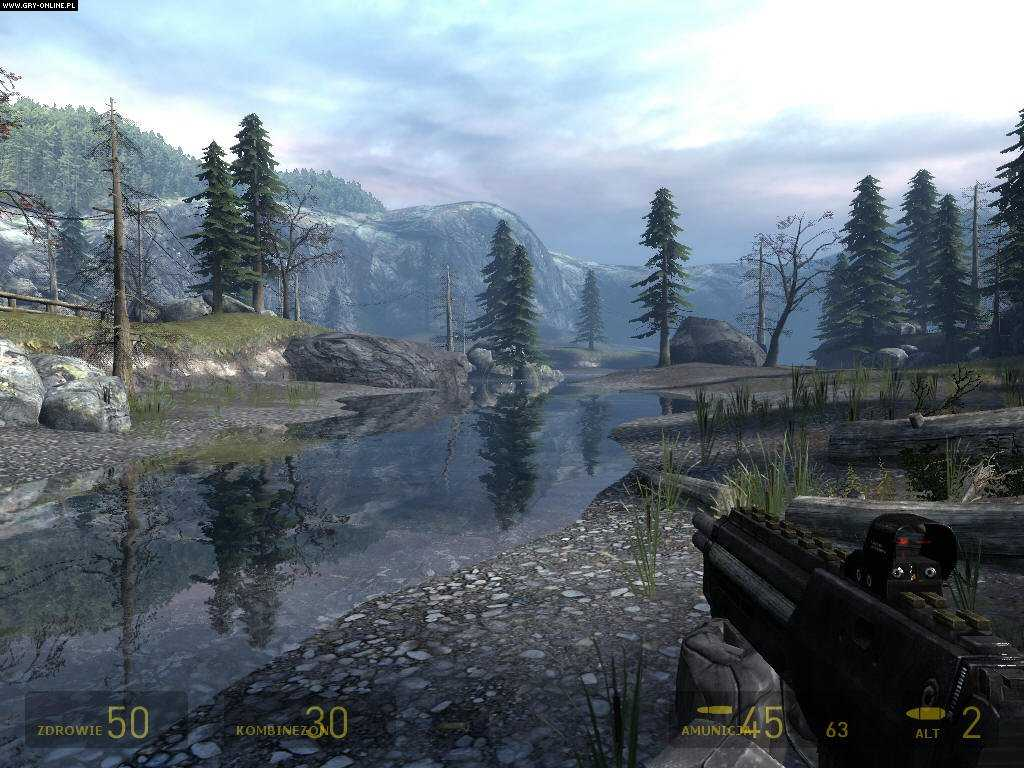 WWW.GRY-ONLINE.PL
ZDROWIE 50
KOMBINEZON 30
AMUNICJA 45 63
ALT 2